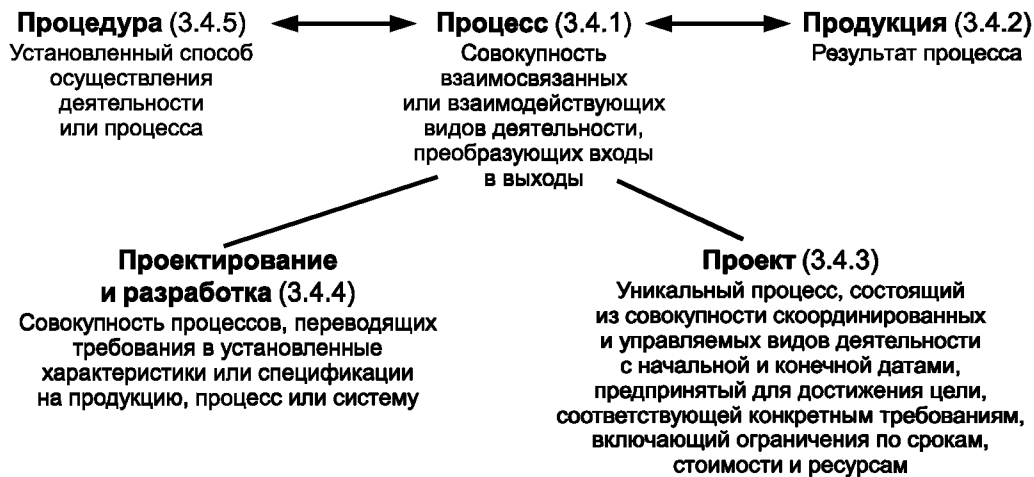 Процедура (3.4.5)
Установленный способ
осуществления
деятельности
или процесса
Процесс (3.4.1)
Совокупность
взаимосвязанных
или взаимодействующих
видов деятельности,
преобразующих входы
в выходы
Продукция (3.4.2)
Результат процесса
Проектирование
и разработка (3.4.4)
Совокупность процессов, переводящих
требования в установленные
характеристики или спецификации
на продукцию, процесс или систему
Проект (3.4.3)
Уникальный процесс, состоящий
из совокупности скоординированных
и управляемых видов деятельности
с начальной и конечной датами,
предпринятый для достижения цели,
соответствующей конкретным требованиям,
включающий ограничения по срокам,
стоимости и ресурсам